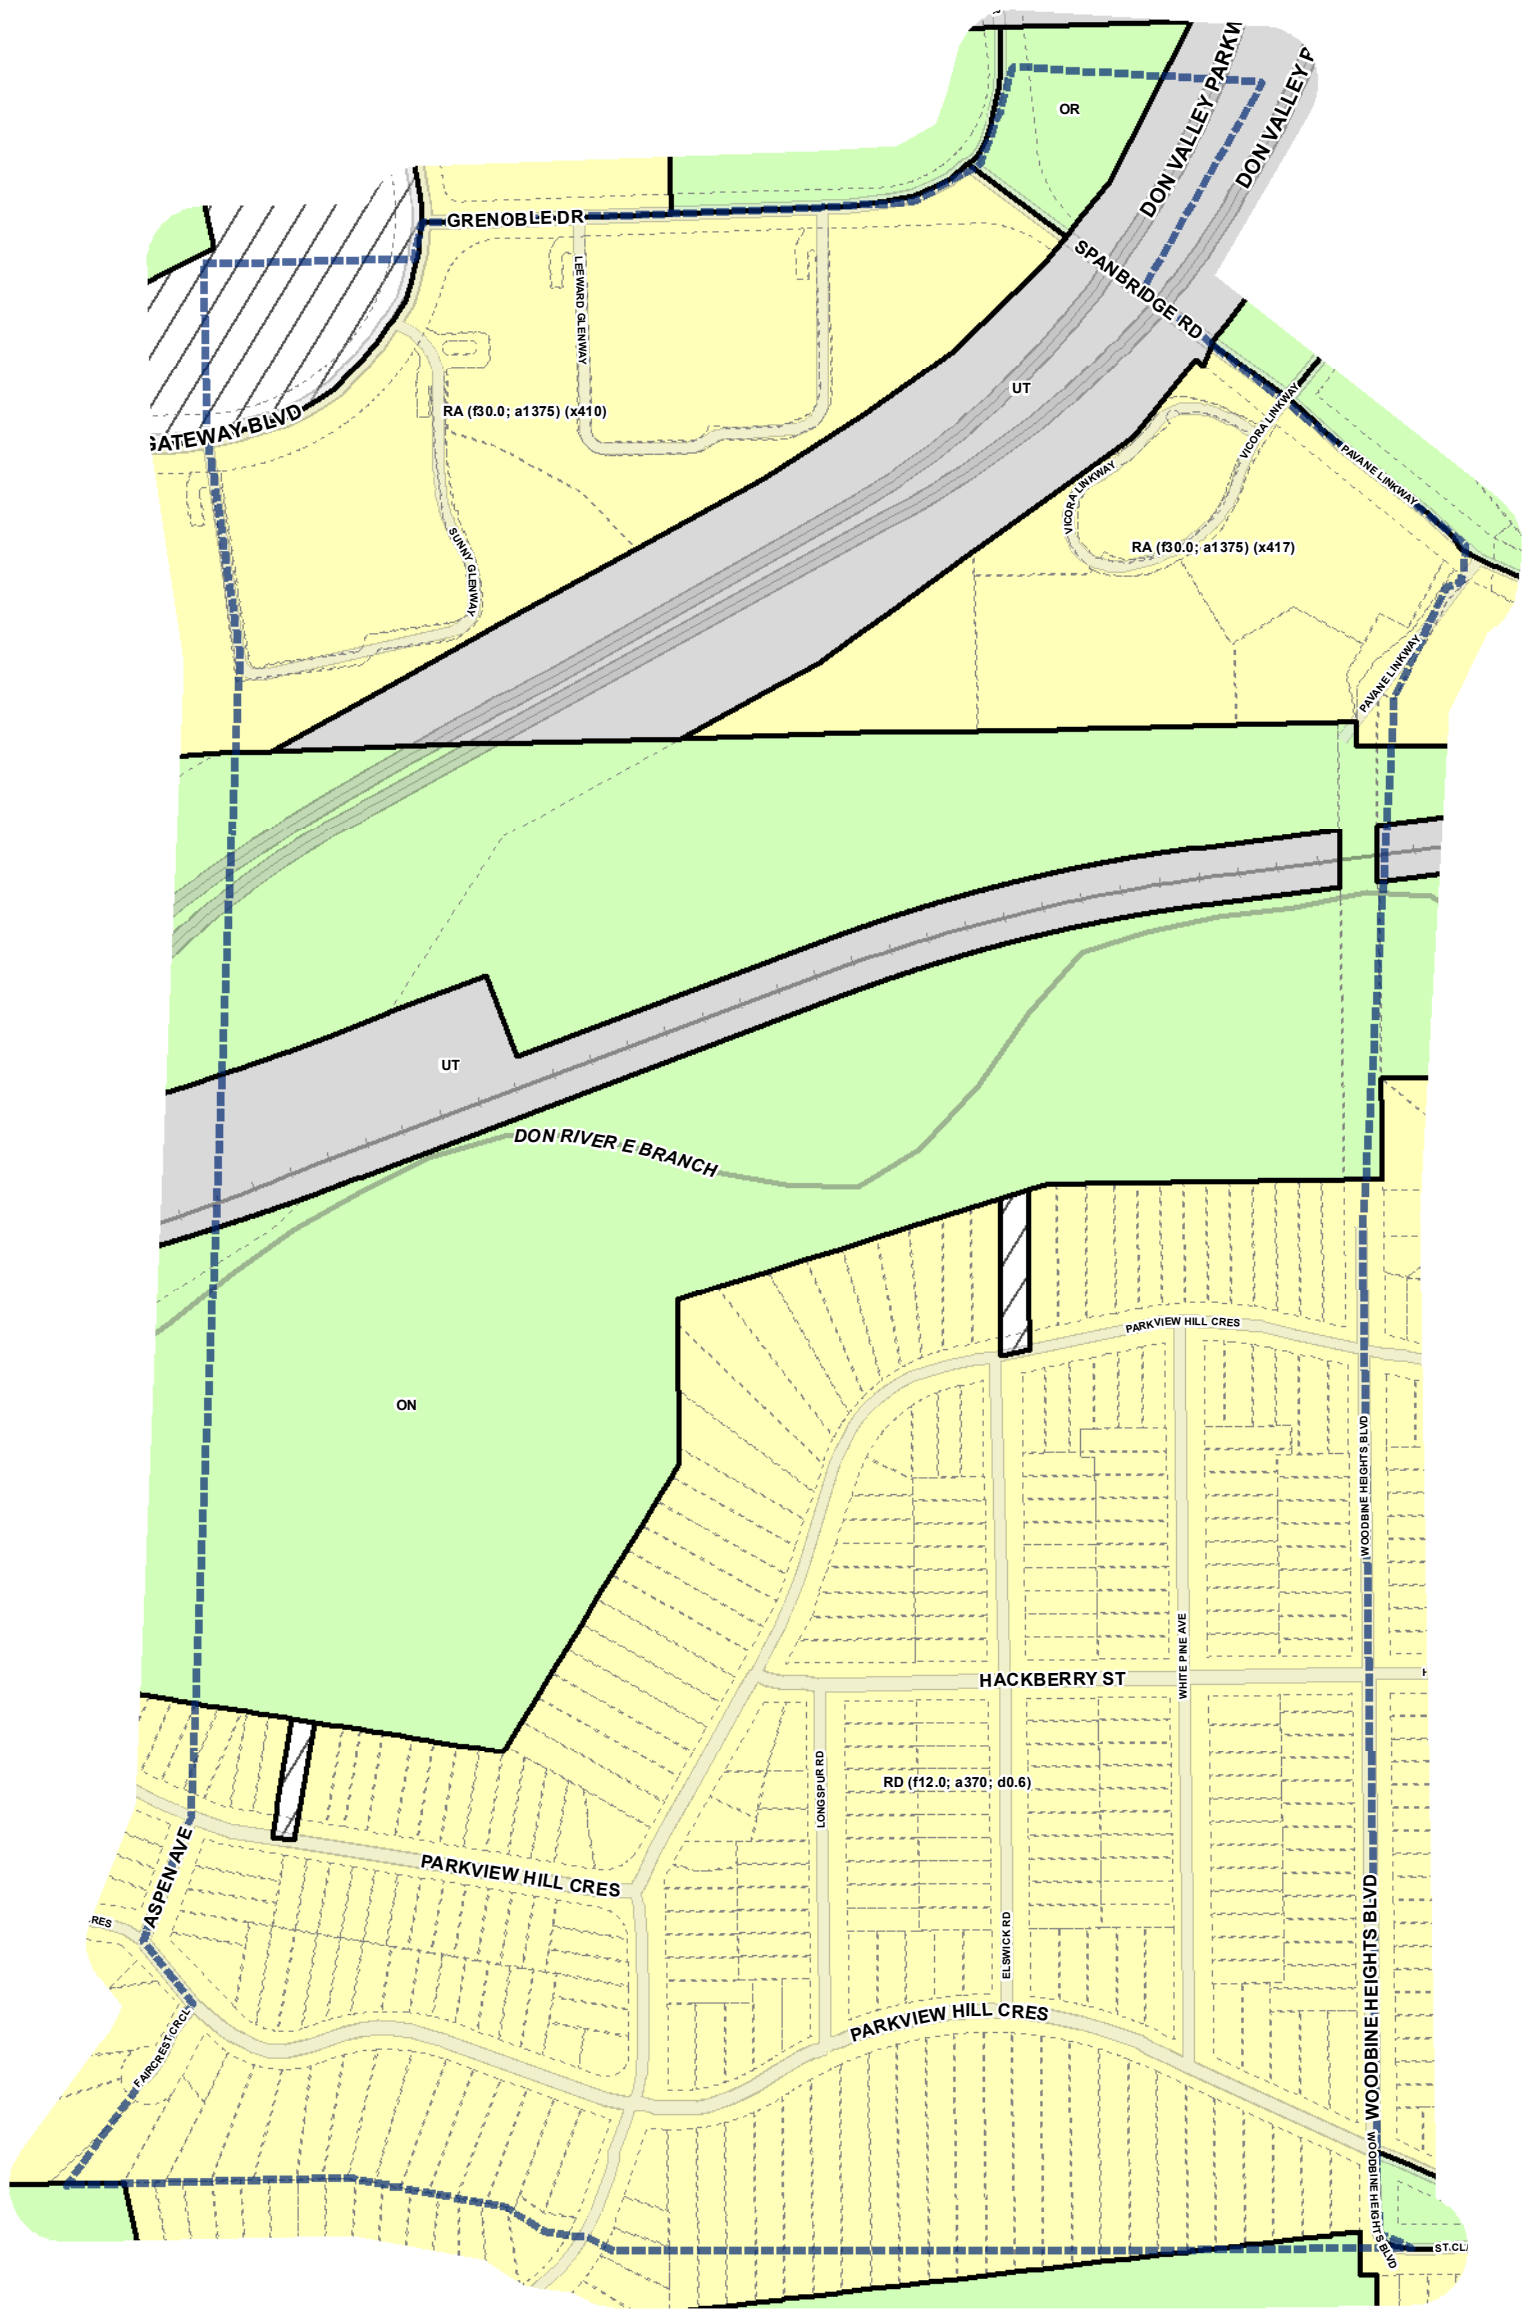 DON VALLEY PARKW
DON VALLEY P
OR
GRENOBLE DR
SPANBRIDGE RD
LEEWARD GLENWAY
UT
GATEWAY BLVD
RA (f30.0; a1375) (x410)
VICORA LINKWAY
VICORA LINKWAY
PAVANE LINKWAY
RA (f30.0; a1375) (x417)
SUNNY GLENWAY
PAVANE LINKWAY
UT
DON RIVER E BRANCH
PARKVIEW HILL CRES
ON
WOODBINE HEIGHTS BLVD
WHITE PINE AVE
HACKBERRY ST
H
RD (f12.0; a370; d0.6)
LONGSPUR RD
ASPEN AVE
PARKVIEW HILL CRES
RES
ELSWICK RD
WOODBINE HEIGHTS BLVD
PARKVIEW HILL CRES
FAIRCREST CRCL
WOODBINE HEIGHTS BLVD
ST CL